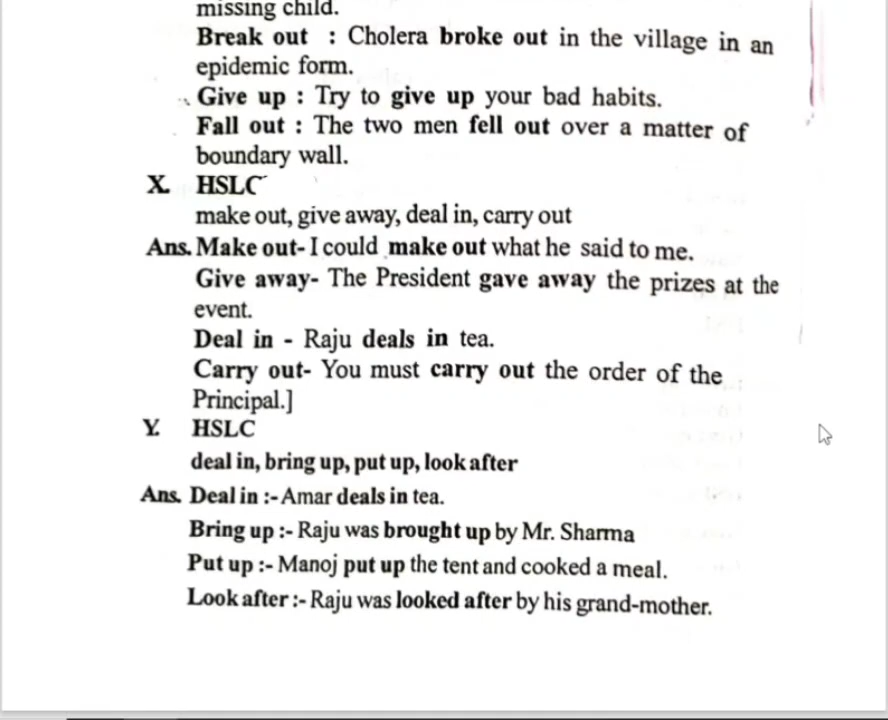 missing child.
Break out : Cholera broke out in the village in an
epidemic form.
Give up : Try to give up your bad habits.
Fall out : The two men fell out over a matter of
boundary wall.
X. HSLC
make out, give away, deal in, carry out
Ans. Make out- I could make out what he said to me.
Give away- The President gave away the prizes at the
event.
Deal in - Raju deals in tea.
Carry out- You must carry out the order of the
Principal.]
Y. HSLC
deal in, bring up, put up, look after
Ans. Deal in :- Amar deals in tea.
Bring up :- Raju was brought up by Mr. Sharma
Put up :- Manoj put up the tent and cooked a meal.
Look after :- Raju was looked after by his grand-mother.